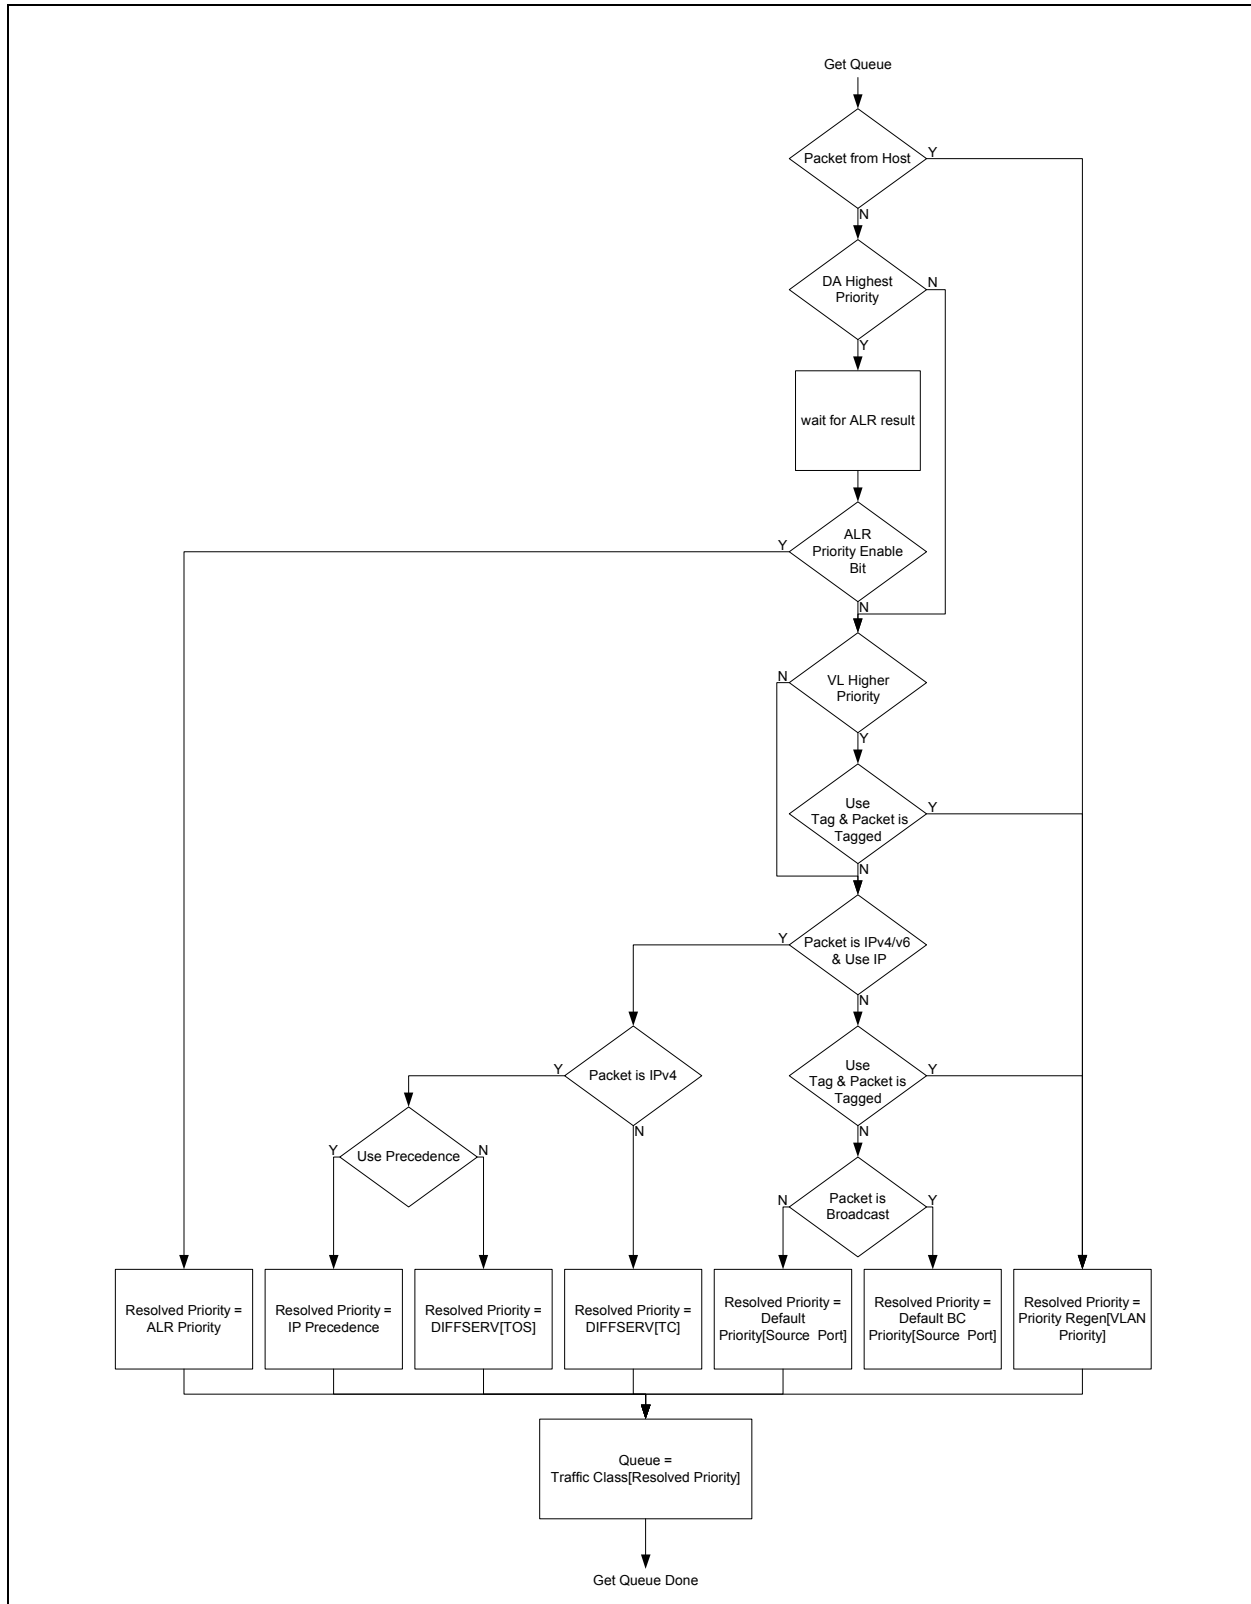 Get Queue
Packet from Host
Y
N
DA Highest
Priority
N
Y
wait for ALR result
ALR
Priority Enable
Bit
Y
N
VL Higher
Priority
N
Y
Use
Tag & Packet is
Tagged
Y
N
Packet is IPv4/v6
& Use IP
Y
N
Packet is IPv4
Y
N
Use
Tag & Packet is
Tagged
Y
N
Use Precedence
Y
N
Packet is
Broadcast
N
Y
Resolved Priority =
ALR Priority
Resolved Priority =
IP Precedence
Resolved Priority =
DIFFSERV[TOS]
Resolved Priority =
DIFFSERV[TC]
Resolved Priority =
Default
Priority[Source Port]
Resolved Priority =
Default BC
Priority[Source Port]
Resolved Priority =
Priority Regen[VLAN
Priority]
Queue =
Traffic Class[Resolved Priority]
Get Queue Done